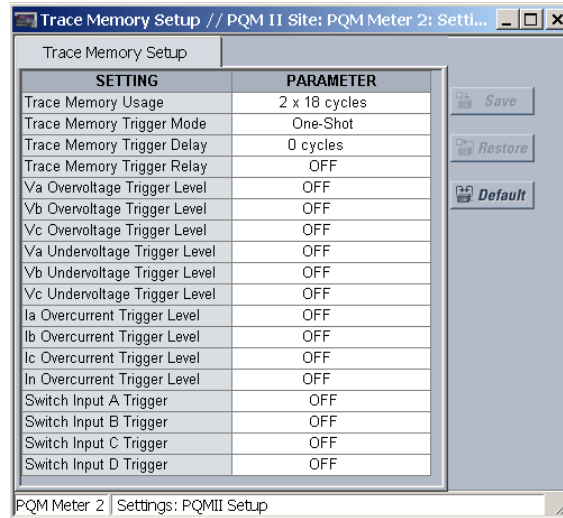 Trace Memory Setup // PQM II Site: PQM Meter 2: Setti...
Trace Memory Setup
SETTING PARAMETER
Trace Memory Usage 2 x 18 cycles
Trace Memory Trigger Mode One-Shot
Trace Memory Trigger Delay 0 cycles
Trace Memory Trigger Relay OFF
Va Overvoltage Trigger Level OFF
Vb Overvoltage Trigger Level OFF
Vc Overvoltage Trigger Level OFF
Va Undervoltage Trigger Level OFF
Vb Undervoltage Trigger Level OFF
Vc Undervoltage Trigger Level OFF
Ia Overcurrent Trigger Level OFF
Ib Overcurrent Trigger Level OFF
Ic Overcurrent Trigger Level OFF
In Overcurrent Trigger Level OFF
Switch Input A Trigger OFF
Switch Input B Trigger OFF
Switch Input C Trigger OFF
Switch Input D Trigger OFF
Save
Restore
Default
PQM Meter 2 Settings: PQMII Setup